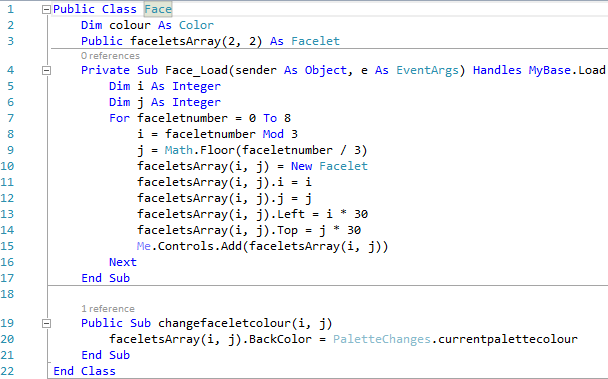 1 Public Class Face
2 Dim colour As Color
3 Public faceletsArray(2, 2) As Facelet
0 references
4 Private Sub Face_Load(sender As Object, e As EventArgs) Handles MyBase.Load
5 Dim i As Integer
6 Dim j As Integer
7 For faceletnumber = 0 To 8
8 i = faceletnumber Mod 3
9 j = Math.Floor(faceletnumber / 3)
10 faceletsArray(i, j) = New Facelet
11 faceletsArray(i, j).i = i
12 faceletsArray(i, j).j = j
13 faceletsArray(i, j).Left = i * 30
14 faceletsArray(i, j).Top = j * 30
15 Me.Controls.Add(faceletsArray(i, j))
16 Next
17 End Sub
18
1 reference
19 Public Sub changefaceletcolour(i, j)
20 faceletsArray(i, j).BackColor = PaletteChanges.currentpalettecolour
21 End Sub
22 End Class